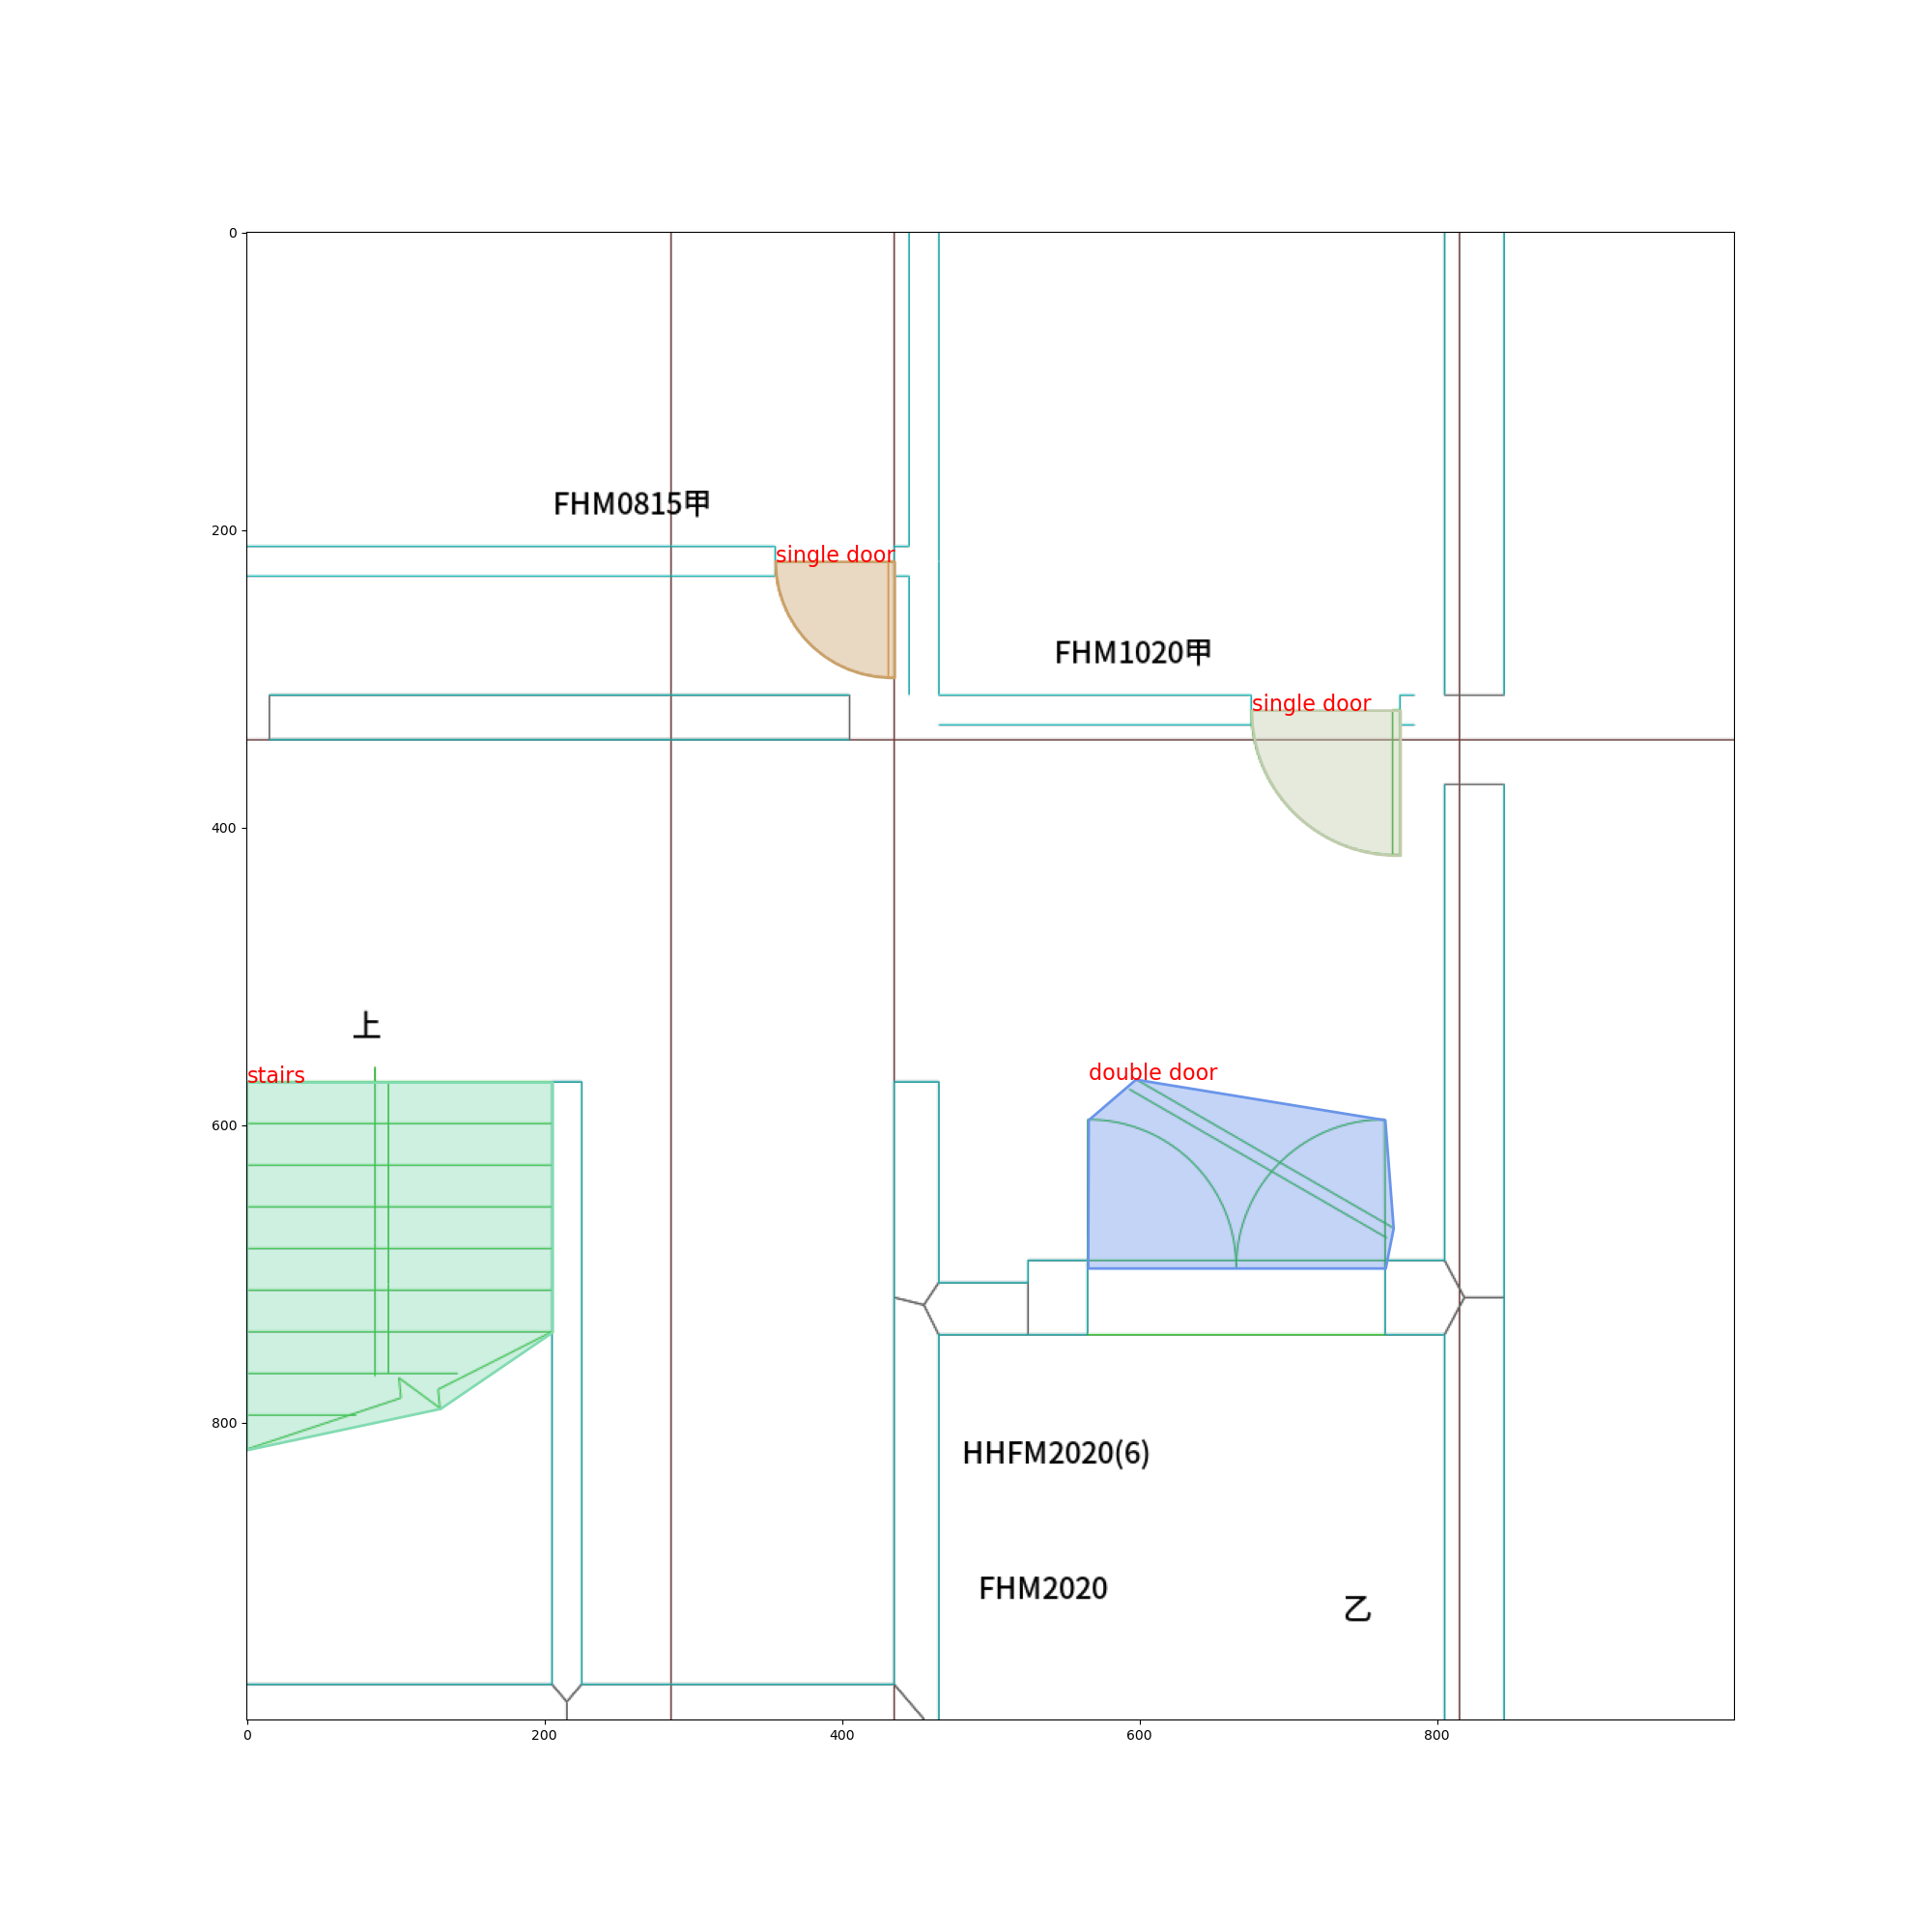 0
FHM0815甲
200
single door
FHM1020甲
single door
400
上
stairs
double door
600
800
HHFM2020(6)
FHM2020
乙
0 200 400 600 800